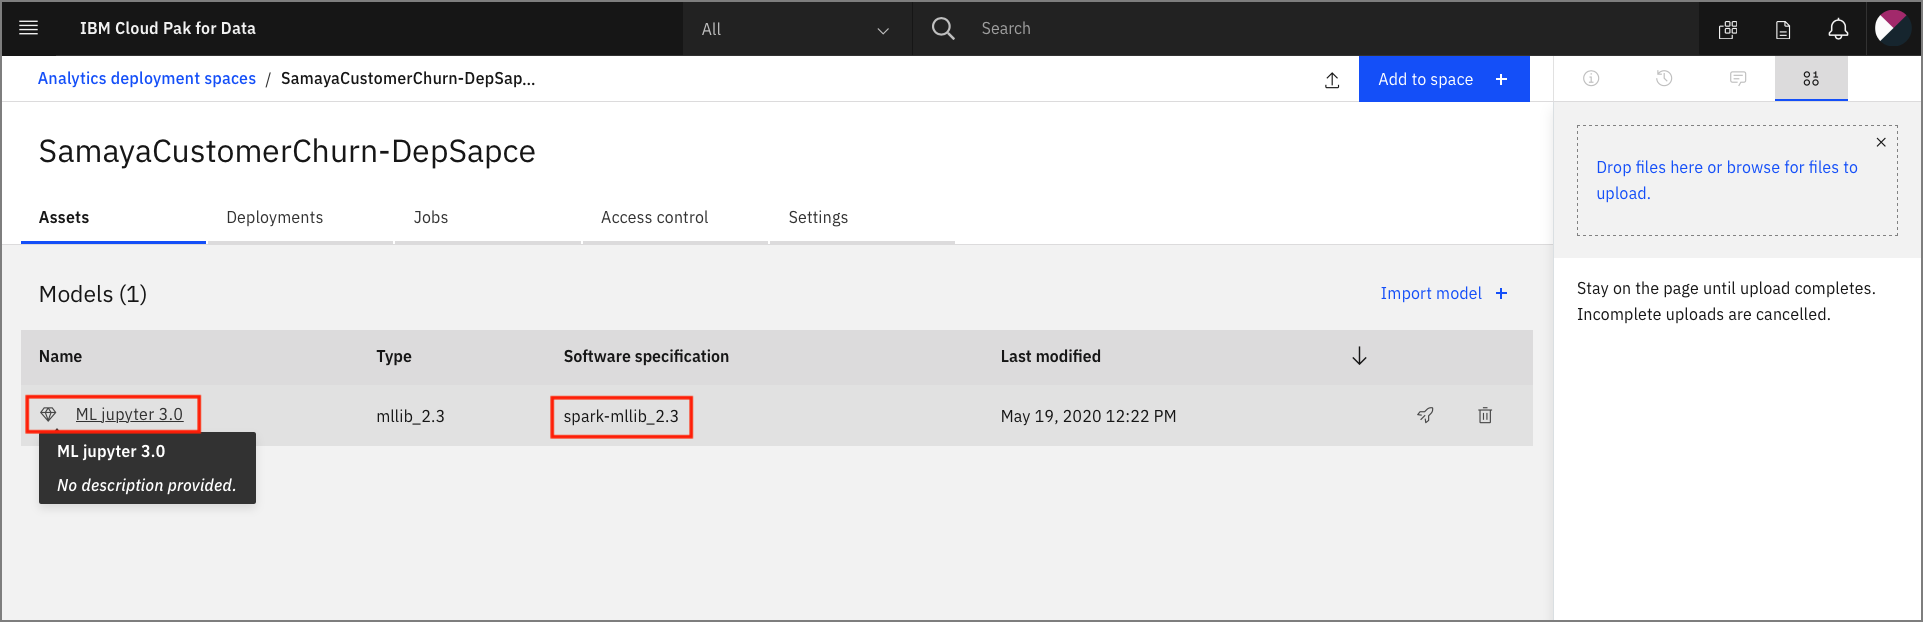 IBM Cloud Pak for Data
All
Search
Analytics deployment spaces / SamayaCustomerChurn-DepSap...
Add to space +
SamayaCustomerChurn-DepSapce
Assets Deployments Jobs Access control Settings
Models (1)
Import model +
Name Type Software specification Last modified
ML jupyter 3.0 mllib_2.3 spark-mllib_2.3 May 19, 2020 12:22 PM
ML jupyter 3.0
No description provided.
Drop files here or browse for files to
upload.
Stay on the page until upload completes.
Incomplete uploads are cancelled.